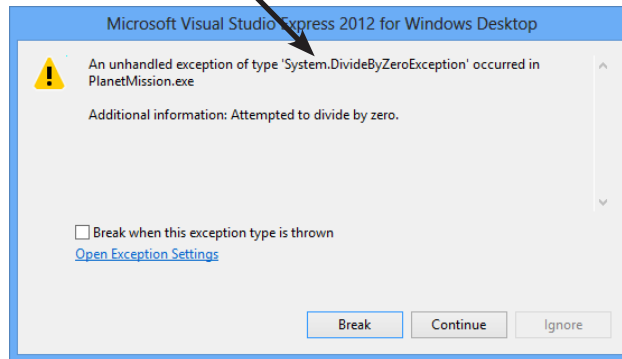 Microsoft Visual Studio Express 2012 for Windows Desktop
An unhandled exception of type 'System.DivideByZeroException' occurred in
PlanetMission.exe
Additional information: Attempted to divide by zero.
Break when this exception type is thrown
Open Exception Settings
Break Continue Ignore